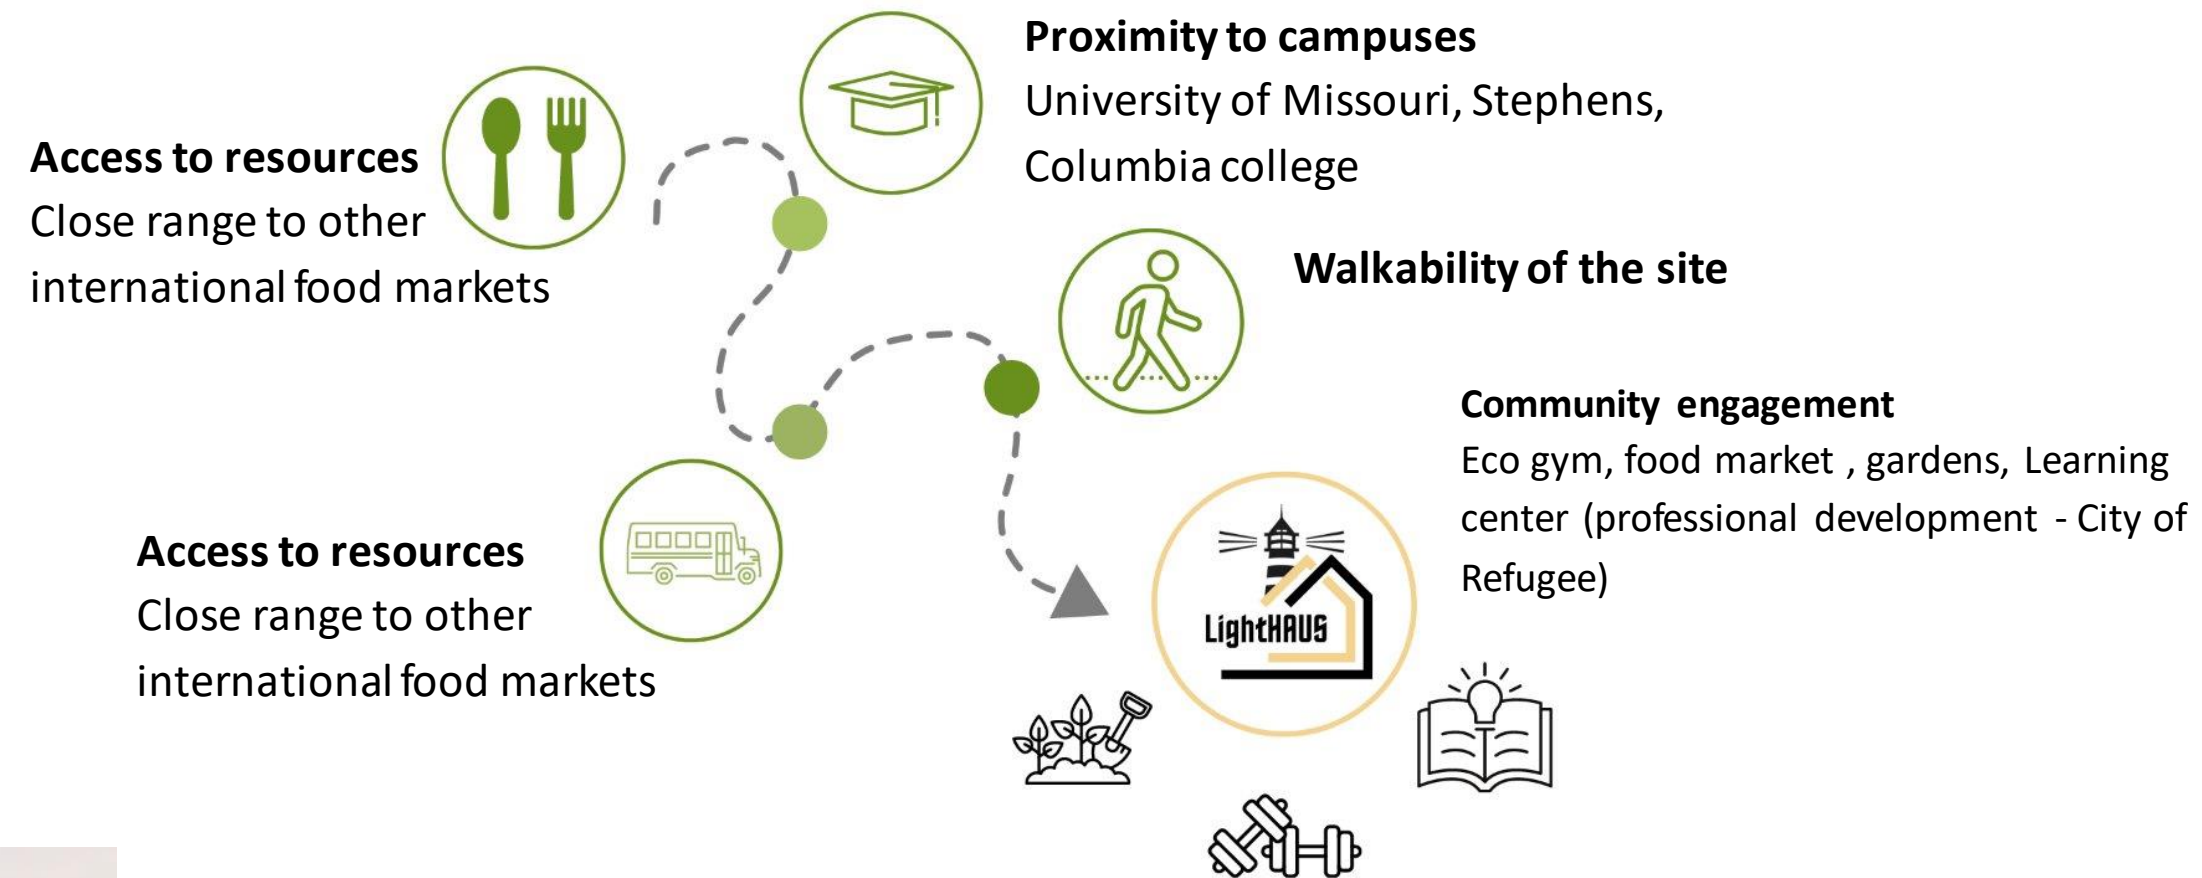 Proximity to campuses
University of Missouri, Stephens,
Columbia college
Access to resources
Close range to other
international food markets
Walkability of the site
Community engagement
Eco gym, food market , gardens, Learning
center (professional development - City of
Refugee)
Access to resources
Close range to other
international food markets
LightHAUS